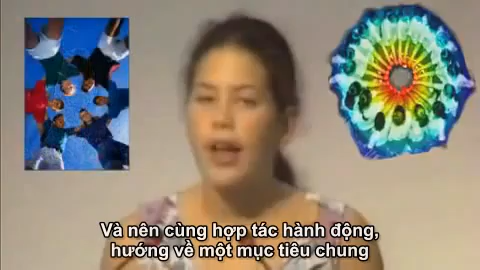 Và nên cùng hợp tác hành động,
hướng về một mục tiêu chung